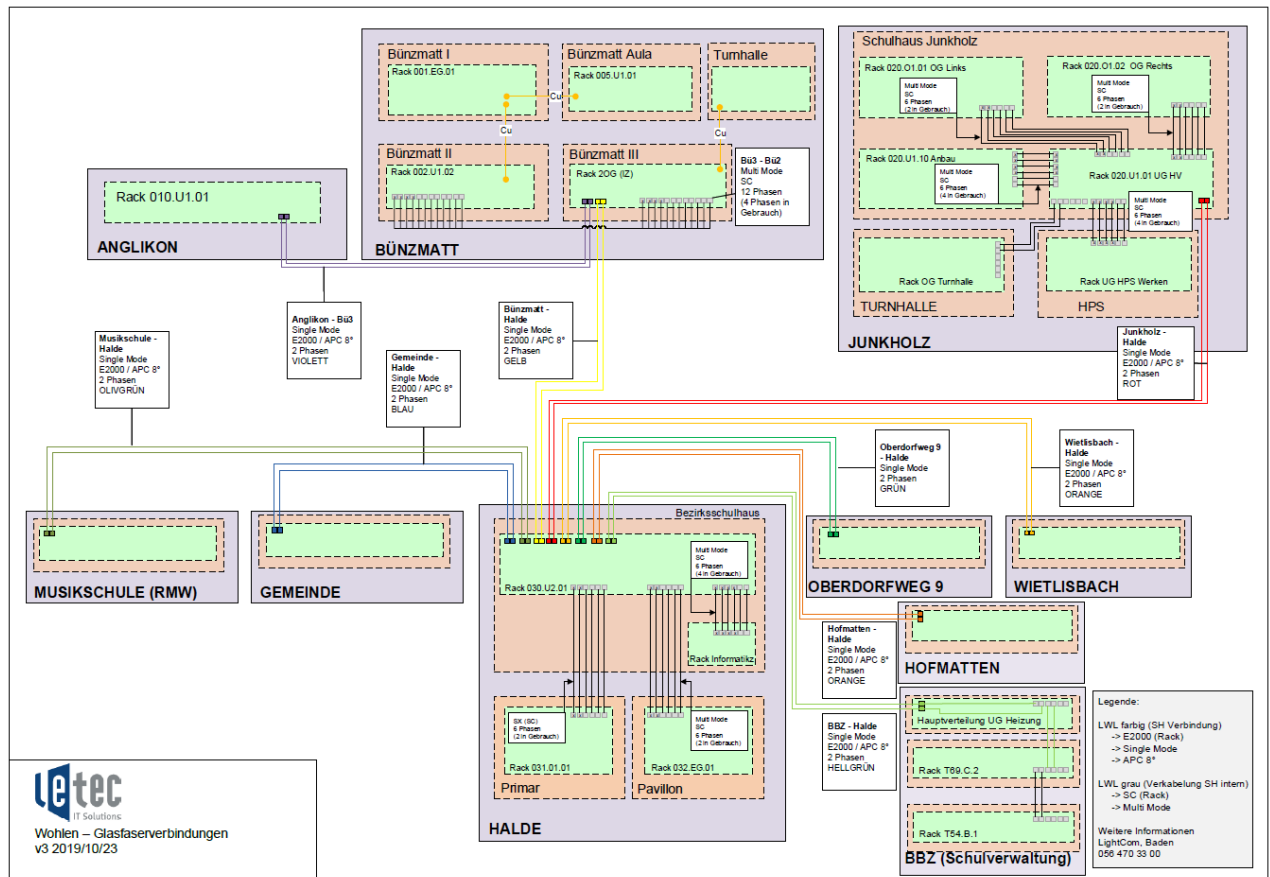 Bünzmatt I
Rack 001.EG.01
Bünzmatt Aula
Rack 005.U1.01
Turnhalle
Cu
Cu
Cu
Bünzmatt II
Rack 002.U1.02
Bünzmatt III
Rack 2OG (IZ)
BÜNZMATT
Bü3 - Bü2
Multi Mode
SC
12 Phasen
(4 Phasen in
Gebrauch)
Rack 010.U1.01
ANGLIKON
Schulhaus Junkholz
Rack 020.O1.01 OG Links
Multi Mode
SC
6 Phasen
(2 in Gebrauch)
Rack 020.O1.02 OG Rechts
Multi Mode
SC
6 Phasen
(2 in Gebrauch)
Rack 020.U1.10 Anbau
Multi Mode
SC
6 Phasen
(4 in Gebrauch)
Rack 020.U1.01 UG HV
Multi Mode
SC
6 Phasen
(4 in Gebrauch)
Rack OG Turnhalle
TURNHALLE
Rack UG HPS Werken
HPS
JUNKHOLZ
Musikschule -
Halde
Single Mode
E2000 / APC 8°
2 Phasen
OLIVGRÜN
Anglikon - Bü3
Single Mode
E2000 / APC 8°
2 Phasen
VIOLETT
Gemeinde -
Halde
Single Mode
E2000 / APC 8°
2 Phasen
BLAU
Bünzmatt -
Halde
Single Mode
E2000 / APC 8°
2 Phasen
GELB
Junkholz -
Halde
Single Mode
E2000 / APC 8°
2 Phasen
ROT
Oberdorfweg 9
- Halde
Single Mode
2 Phasen
GRÜN
Wietlisbach -
Halde
Single Mode
E2000 / APC 8°
2 Phasen
ORANGE
MUSIKSCHULE (RMW)
GEMEINDE
OBERDORFWEG 9
WIETLISBACH
Bezirksschulhaus
Rack 030.U2.01
Multi Mode
SC
6 Phasen
(4 in Gebrauch)
Rack Informatikz
SX (SC)
6 Phasen
(2 in Gebrauch)
Rack 031.01.01
Primar
Multi Mode
SC
6 Phasen
(2 in Gebrauch)
Rack 032.EG.01
Pavillon
HALDE
Hofmatten -
Halde
Single Mode
E2000 / APC 8°
2 Phasen
ORANGE
HOFMATTEN
BBZ - Halde
Single Mode
E2000 / APC 8°
2 Phasen
HELLGRÜN
Hauptverteilung UG Heizung
Rack T69.C.2
Rack T54.B.1
BBZ (Schulverwaltung)
Legende:
LWL farbig (SH Verbindung)
-> E2000 (Rack)
-> Single Mode
-> APC 8°
LWL grau (Verkabelung SH intern)
-> SC (Rack)
-> Multi Mode
Weitere Informationen
LightCom, Baden
056 470 33 00
Letec
IT Solutions
Wohlen – Glasfaserverbindungen
v3 2019/10/23